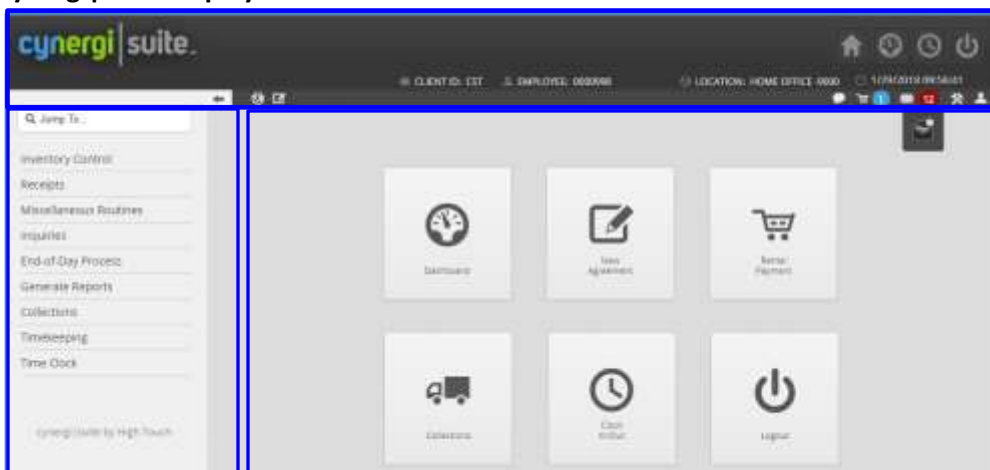 cynergi|suite.
CLIENT ID: CST EMPLOYEE: 0000998 LOCATION: HOME OFFICE -9000
1
12
Jump To...
Inventory Control
Receipts
Miscellaneous Routines
Inquiries
End-of-Day Process
Generate Reports
Collections
Timekeeping
Time Clock
cynergi|suite by High Touch
Dashboard
New
Agreement
Rental
Payment
Collections
Clock
In/Out
Logout